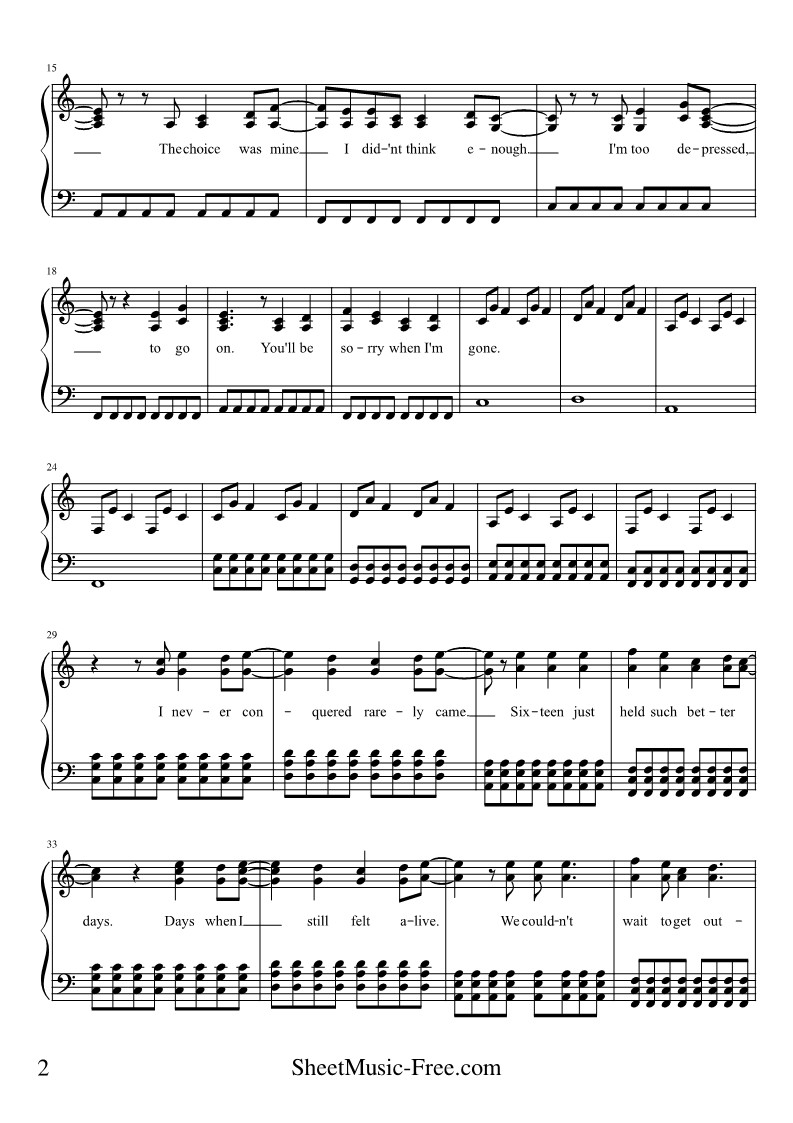 15
The choice was mine I did-'nt think e - nough. I'm too de-pressed,
18
to go on. You'll be so - rry when I'm gone.
24
29
I nev - er con - quered rare - ly came. Six-teen just held such bet - ter
33
days. Days when I still felt a-live. We could-n't wait to get out -
2 SheetMusic-Free.com